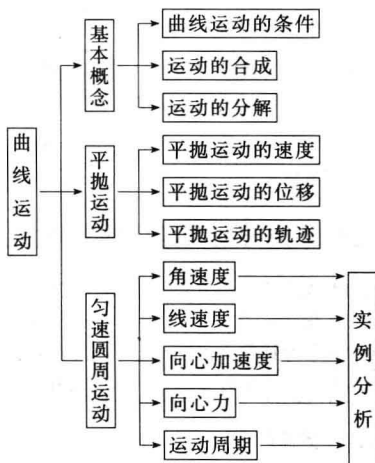 曲线运动
基本概念
曲线运动的条件
运动的合成
运动的分解
平抛运动
平抛运动的速度
平抛运动的位移
平抛运动的轨迹
匀速圆周运动
角速度
线速度
向心加速度
向心力
运动周期
实例分析